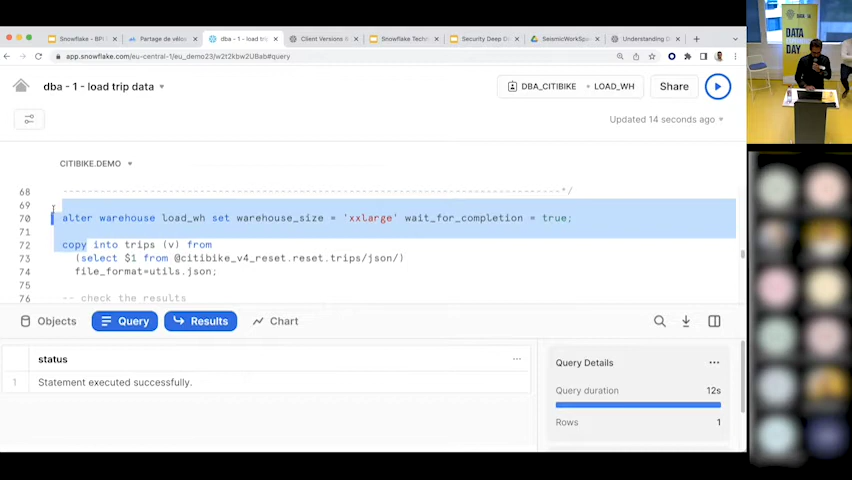 Snowflake – BPI
Partage de vélos
dba - 1 - load trip
Client Versions &
Snowflake Techni
Security Deep D
SeismicWorkSpa
Understanding D
app.snowflake.com/eu-central-1/eu_demo23/w2t2kbw2UBab#query
DATA
DAY
dba - 1 - load trip data
DBA_CITIBIKE • LOAD_WH
Share
Updated 14 seconds ago
CITIBIKE.DEMO
68 ---------------------------------------------------------------------------*/
69
70 alter warehouse load_wh set warehouse_size = 'xxlarge' wait_for_completion = true;
71
72 copy into trips (v) from
73 (select $1 from @citibike_v4_reset.reset.trips/json/)
74 file_format=utils.json;
75
76 -- check the results
Objects
Query
Results
Chart
status
1 Statement executed successfully.
Query Details
Query duration
12s
Rows
1